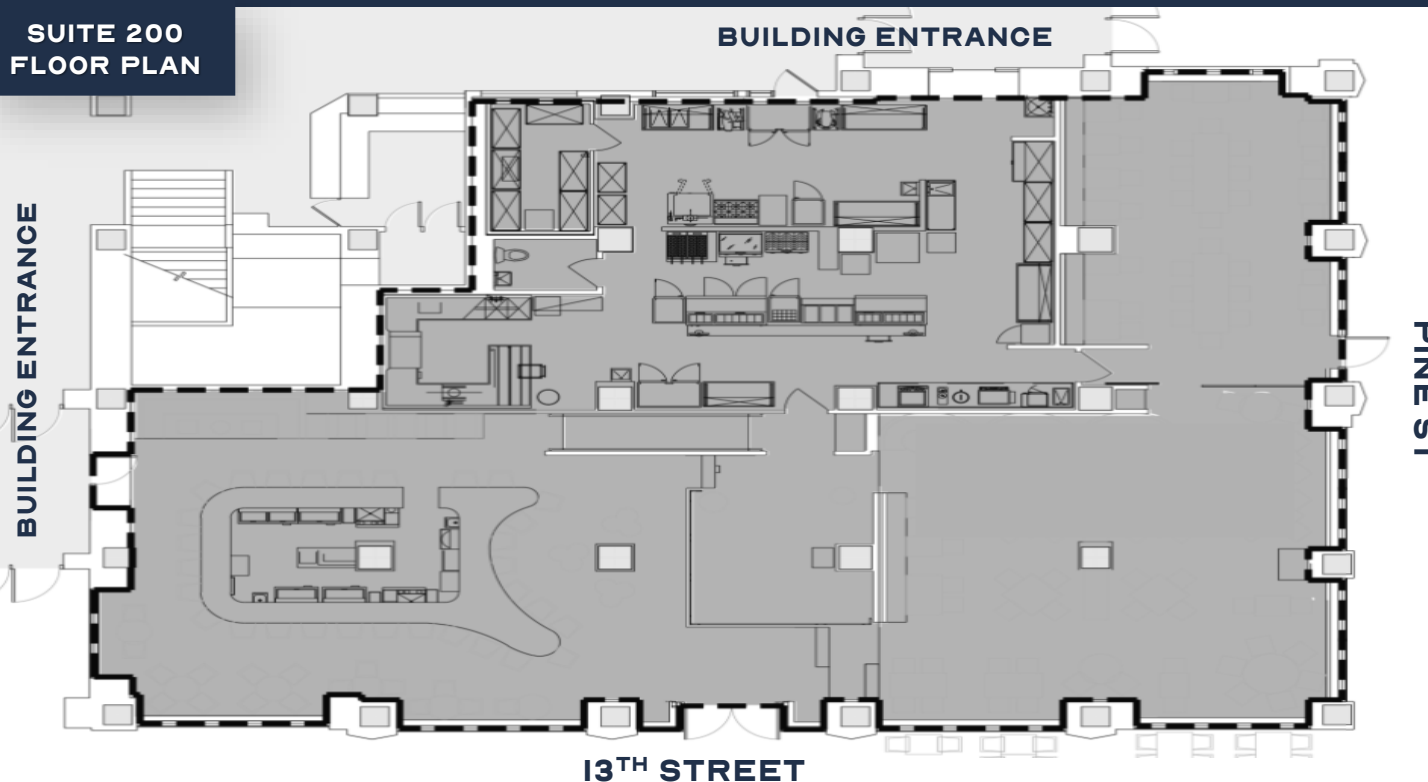 SUITE 200
FLOOR PLAN
BUILDING ENTRANCE
BUILDING ENTRANCE
PINE ST
13TH STREET